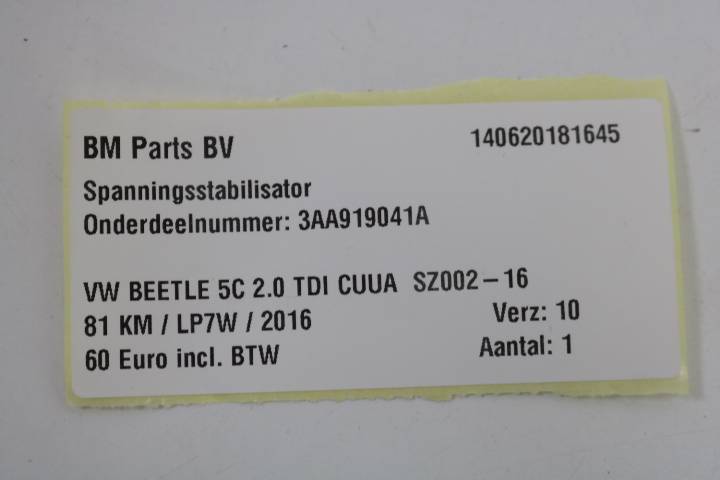 BM Parts BV 140620181645
Spanningsstabilisator
Onderdeelnummer: 3AA919041A
VW BEETLE 5C 2.0 TDI CUUA SZ002-16
81 KM / LP7W / 2016 Verz: 10
60 Euro incl. BTW Aantal: 1